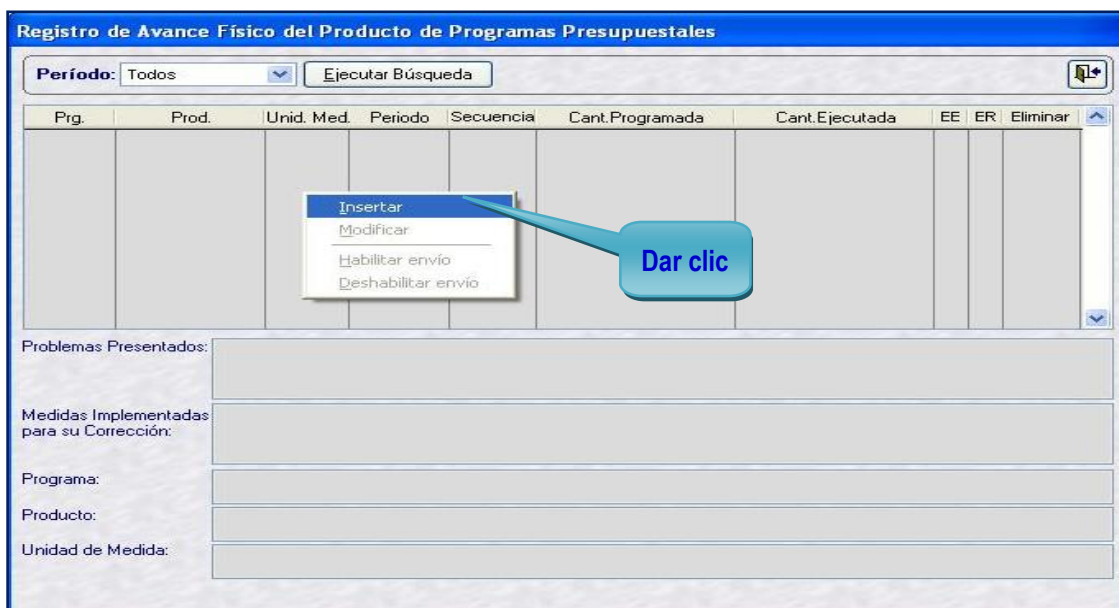 Registro de Avance Físico del Producto de Programas Presupuestales
Período: Todos Ejecutar Búsqueda
Prg. Prod. Unid. Med. Periodo Secuencia Cant.Programada Cant.Ejecutada EE ER Eliminar
Insertar
Modificar
Habilitar envío
Deshabilitar envío
Dar clic
Problemas Presentados:
Medidas Implementadas
para su Corrección:
Programa:
Producto:
Unidad de Medida: